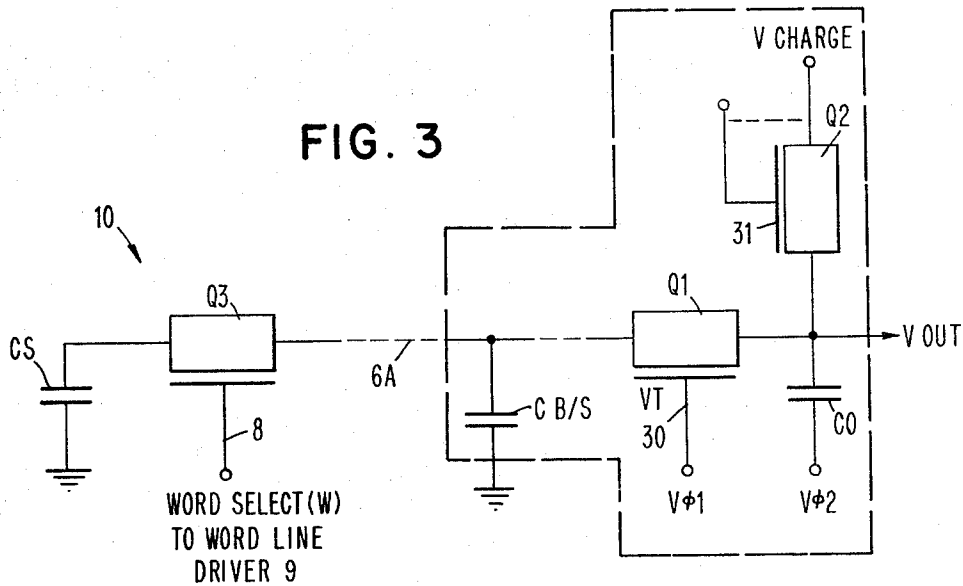 FIG. 3
V CHARGE
Q2
31
10
Q3
Q1
CS
6A
V OUT
8
C B/S
VT
30
CO
VΦ1
VΦ2
WORD SELECT(W)
TO WORD LINE
DRIVER 9